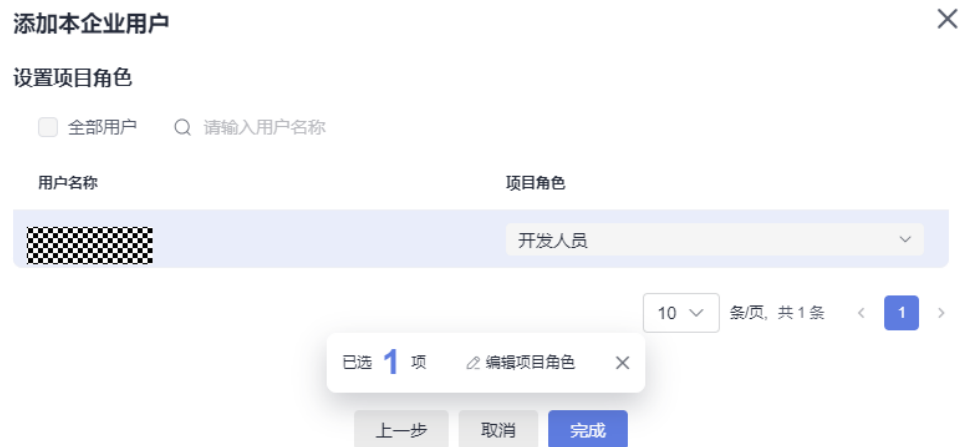 添加本企业用户
设置项目角色
全部用户 请输入用户名称
用户名称 项目角色
开发人员
10 条/页, 共 1 条 1
已选 1 项 编辑项目角色
上一步 取消 完成